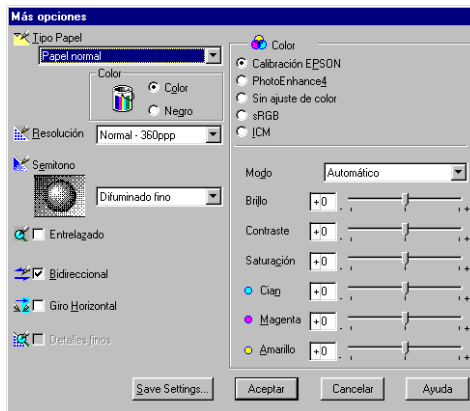 Más opciones
Tipo Papel
Papel normal
Color
Color
Negro
Resolución
Normal - 360ppp
Semitono
Difuminado fino
Entrelazado
Bidireccional
Giro Horizontal
Detalles finos
Color
Calibración EPSON
PhotoEnhance4
Sin ajuste de color
sRGB
ICM
Modo
Automático
Brillo
+0
- +
Contraste
+0
- +
Saturación
+0
- +
Cian
+0
- +
Magenta
+0
- +
Amarillo
+0
- +
Save Settings...
Aceptar
Cancelar
Ayuda